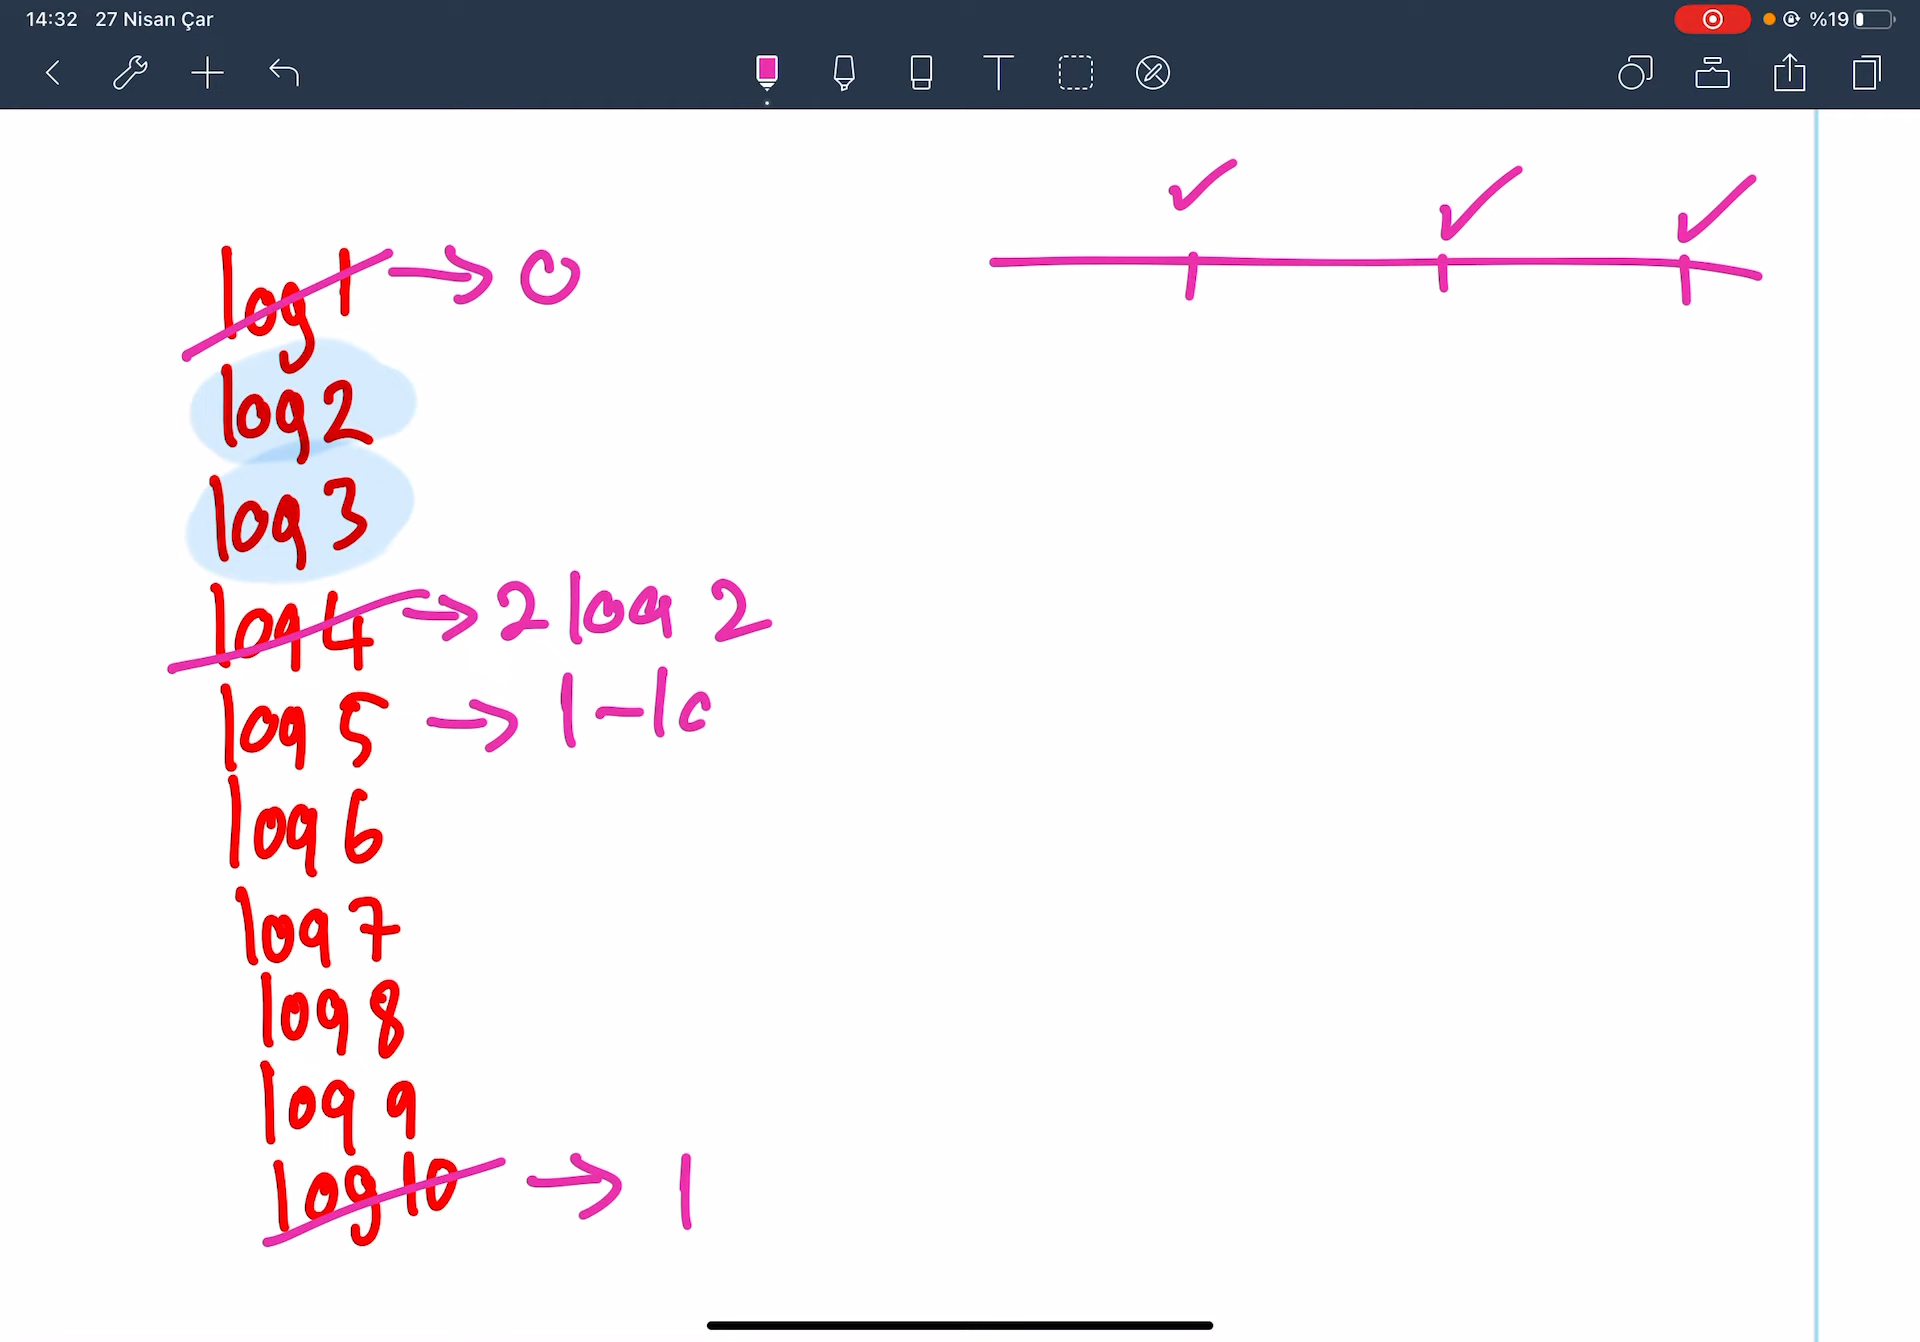 14:32 27 Nisan Çar %19
log 1 → 0
log 2
log 3
log 4 → 2 log 2
log 5 → 1 - lo
log 6
log 7
log 8
log 9
log 10 → 1